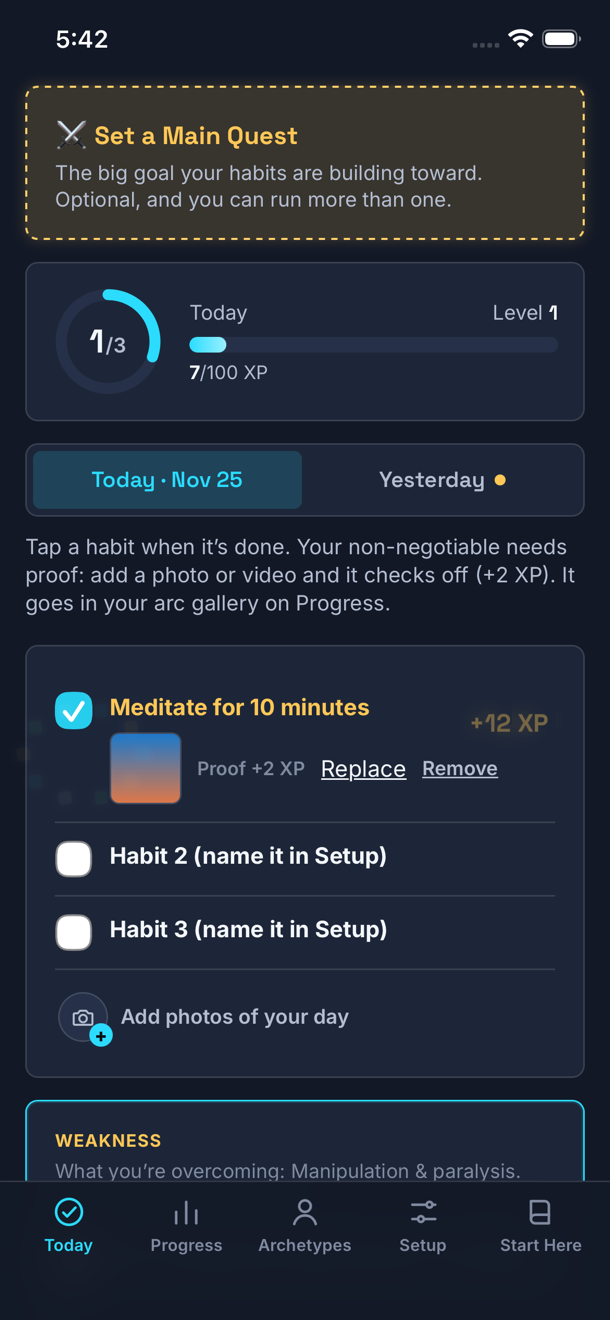 5:42
⚔️ Set a Main Quest
The big goal your habits are building toward.
Optional, and you can run more than one.
1/3
Today
Level 1
7/100 XP
Today · Nov 25
Yesterday
Tap a habit when it’s done. Your non-negotiable needs
proof: add a photo or video and it checks off (+2 XP). It
goes in your arc gallery on Progress.
Meditate for 10 minutes
+12 XP
Proof +2 XP Replace Remove
Habit 2 (name it in Setup)
Habit 3 (name it in Setup)
Add photos of your day
WEAKNESS
What you’re overcoming: Manipulation & paralysis.
Today
Progress
Archetypes
Setup
Start Here